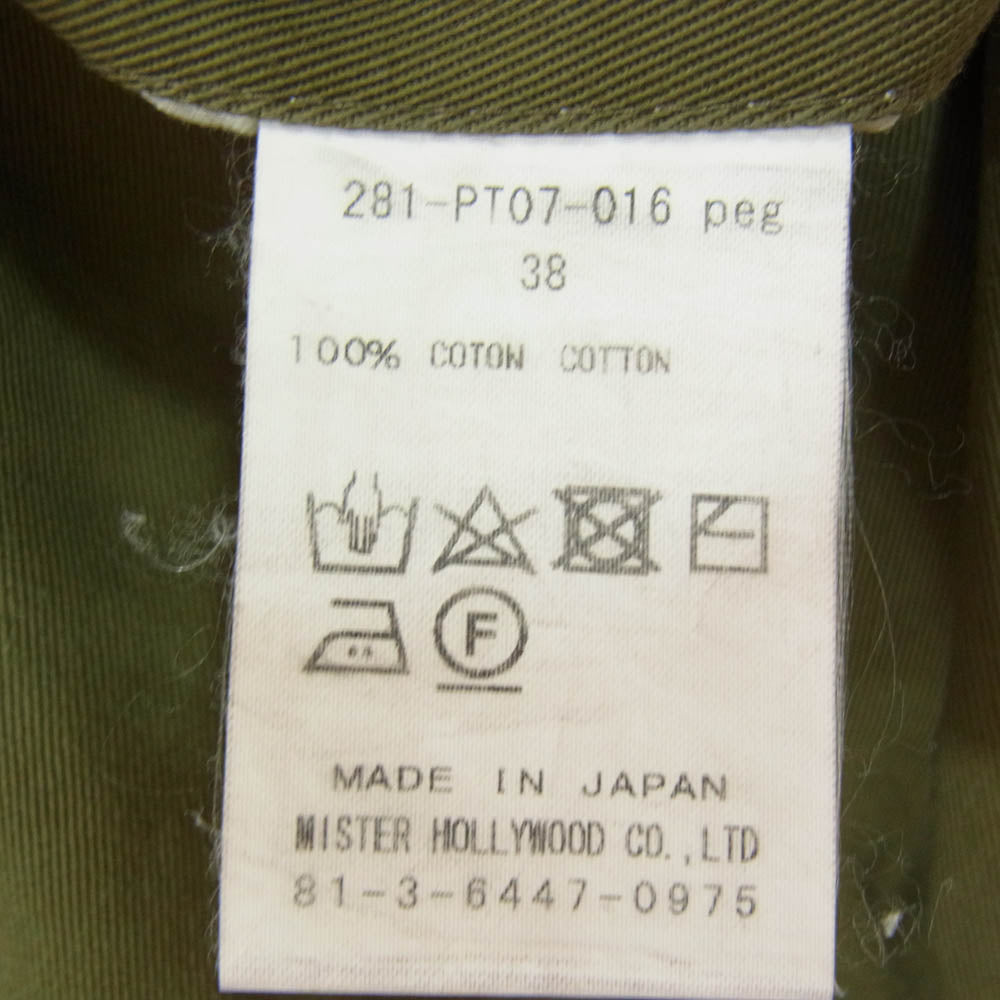 281-PT07-016 peg
38
100% COTON COTTON
F
MADE IN JAPAN
MISTER HOLLYWOOD CO.,LTD
81-3-6447-0975